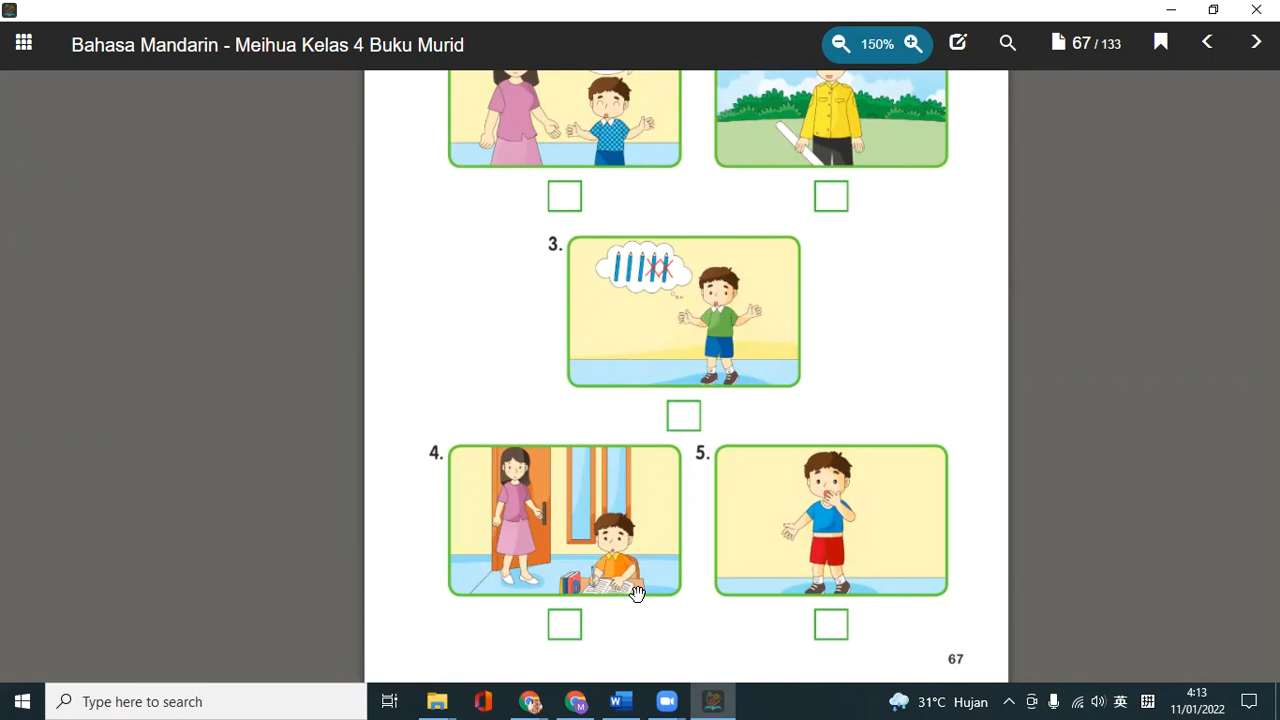 Bahasa Mandarin - Meihua Kelas 4 Buku Murid
150%
67 / 133
3.
4.
5.
67
Type here to search
31°C Hujan
英
4:13
11/01/2022